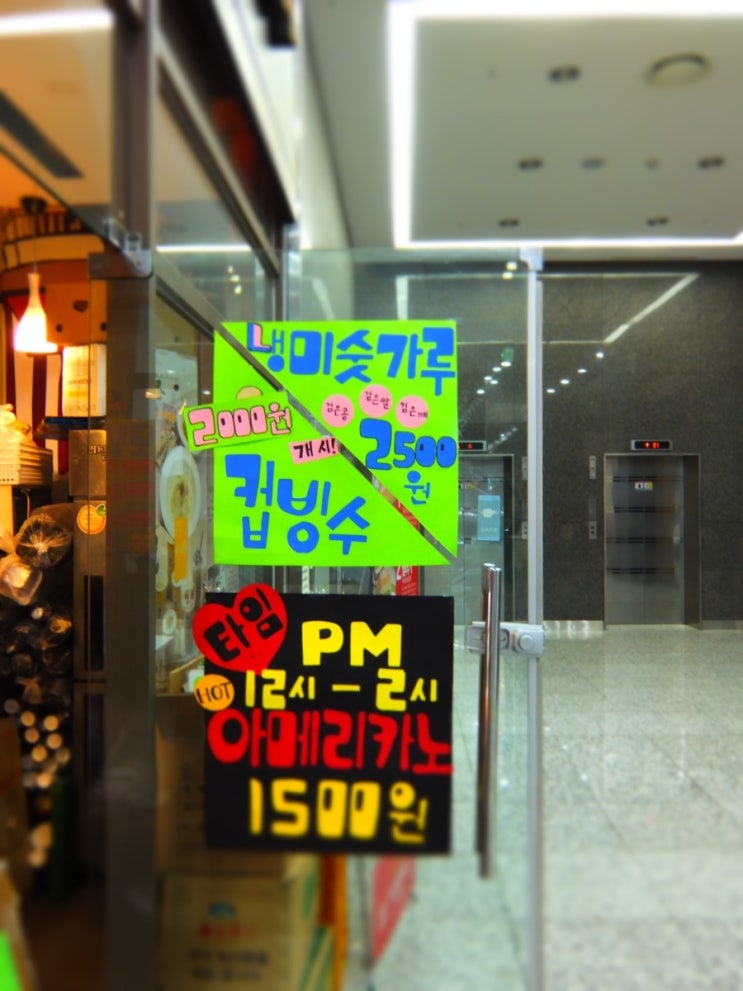 냉미숫가루
검은콩 검은쌀 검은깨
2500
원
2000원
개시!
컵빙수
타임
PM
HOT
12시 - 2시
아메리카노
1500원